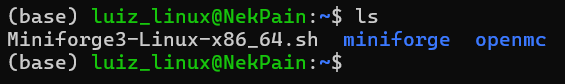 (base) luiz_linux@NekPain:~$ ls
Miniforge3-Linux-x86_64.sh  miniforge  openmc
(base) luiz_linux@NekPain:~$